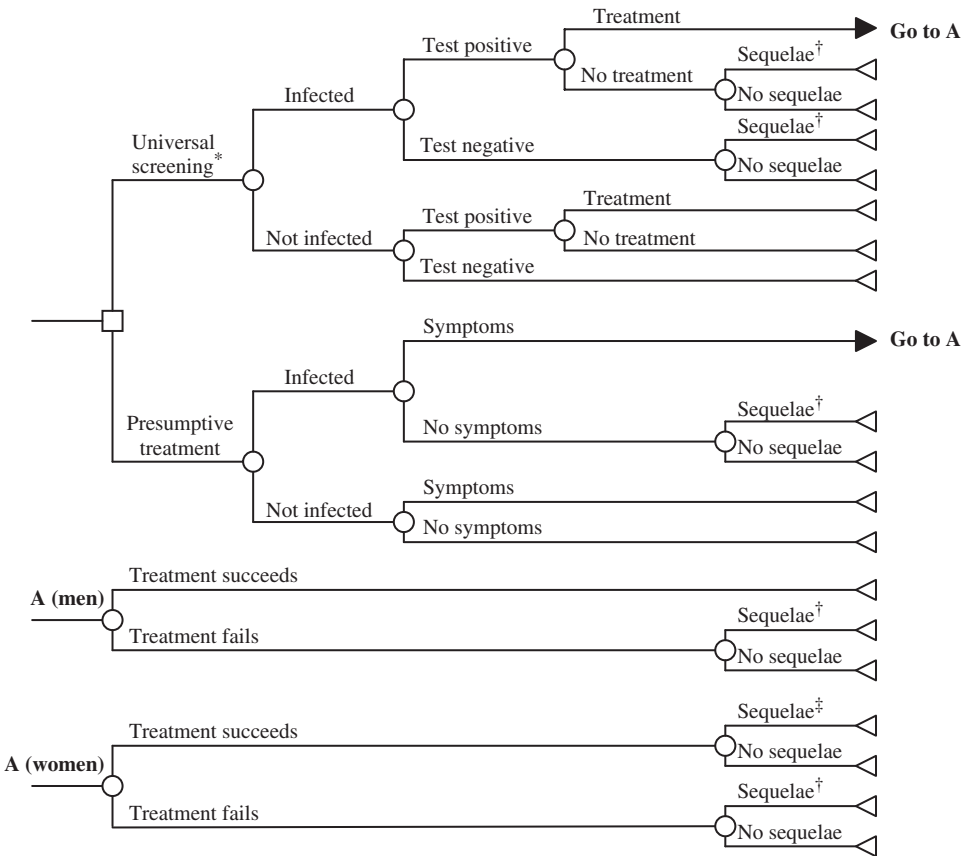 Treatment
Go to A
Test positive
Sequelae†
No treatment
No sequelae
Infected
Sequelae†
Universal
screening*
Test negative
No sequelae
Treatment
Test positive
Not infected
No treatment
Test negative
Symptoms
Go to A
Infected
Sequelae†
Presumptive
treatment
No symptoms
No sequelae
Symptoms
Not infected
No symptoms
Treatment succeeds
A (men)
Sequelae†
Treatment fails
No sequelae
Sequelae‡
Treatment succeeds
No sequelae
A (women)
Sequelae†
Treatment fails
No sequelae